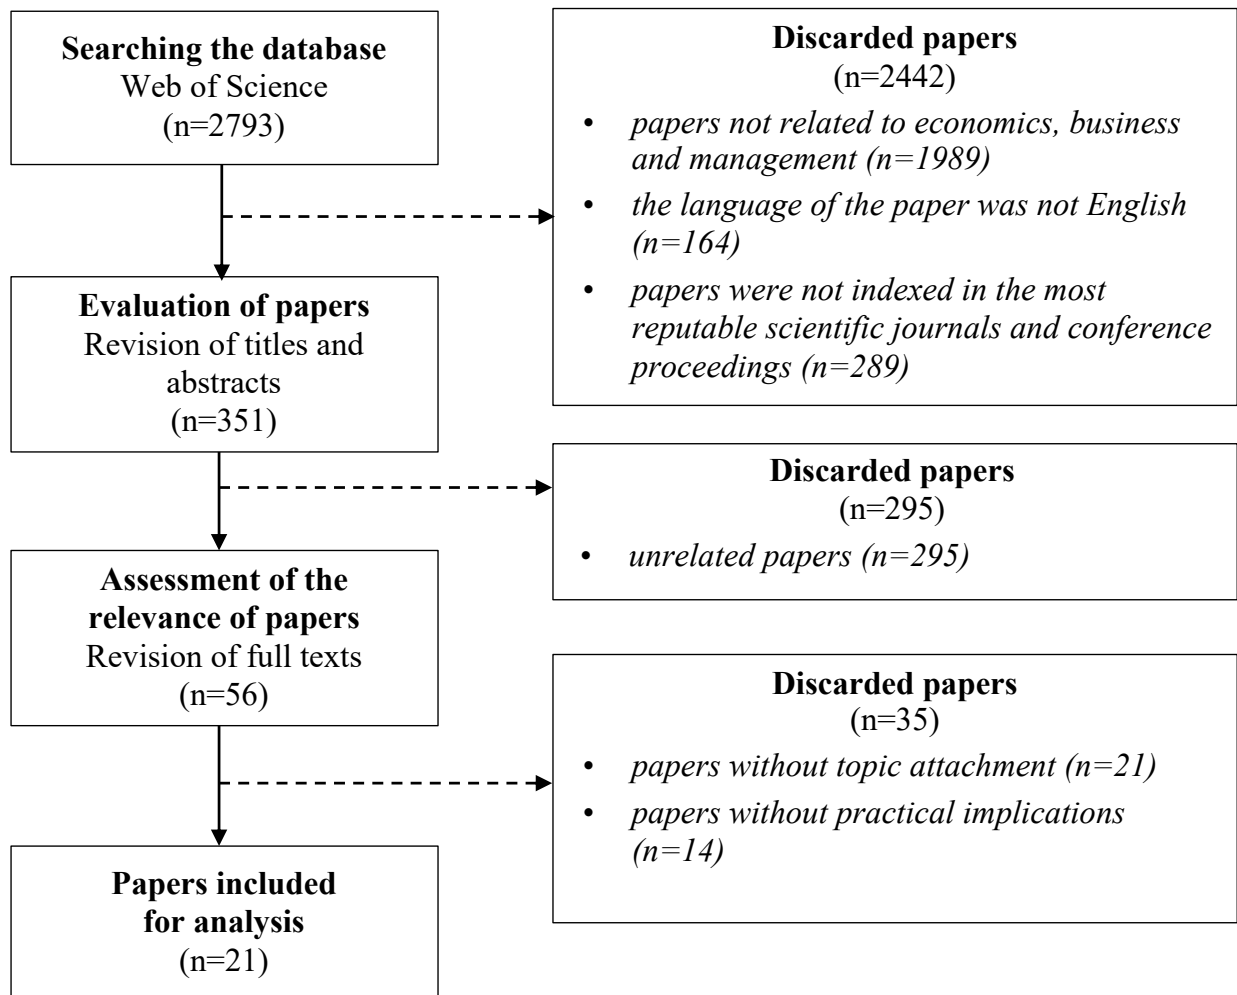 Searching the database
Web of Science
(n=2793)
Discarded papers
(n=2442)
• papers not related to economics, business
and management (n=1989)
• the language of the paper was not English
(n=164)
• papers were not indexed in the most
reputable scientific journals and conference
proceedings (n=289)
Evaluation of papers
Revision of titles and
abstracts
(n=351)
Discarded papers
(n=295)
• unrelated papers (n=295)
Assessment of the
relevance of papers
Revision of full texts
(n=56)
Discarded papers
(n=35)
• papers without topic attachment (n=21)
• papers without practical implications
(n=14)
Papers included
for analysis
(n=21)